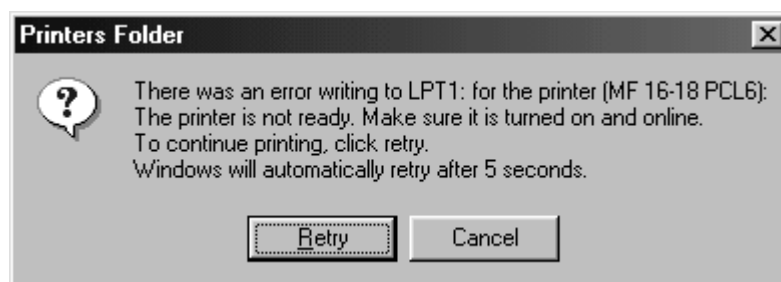 Printers Folder
There was an error writing to LPT1: for the printer (MF 16-18 PCL6):
The printer is not ready. Make sure it is turned on and online.
To continue printing, click retry.
Windows will automatically retry after 5 seconds.
Retry Cancel